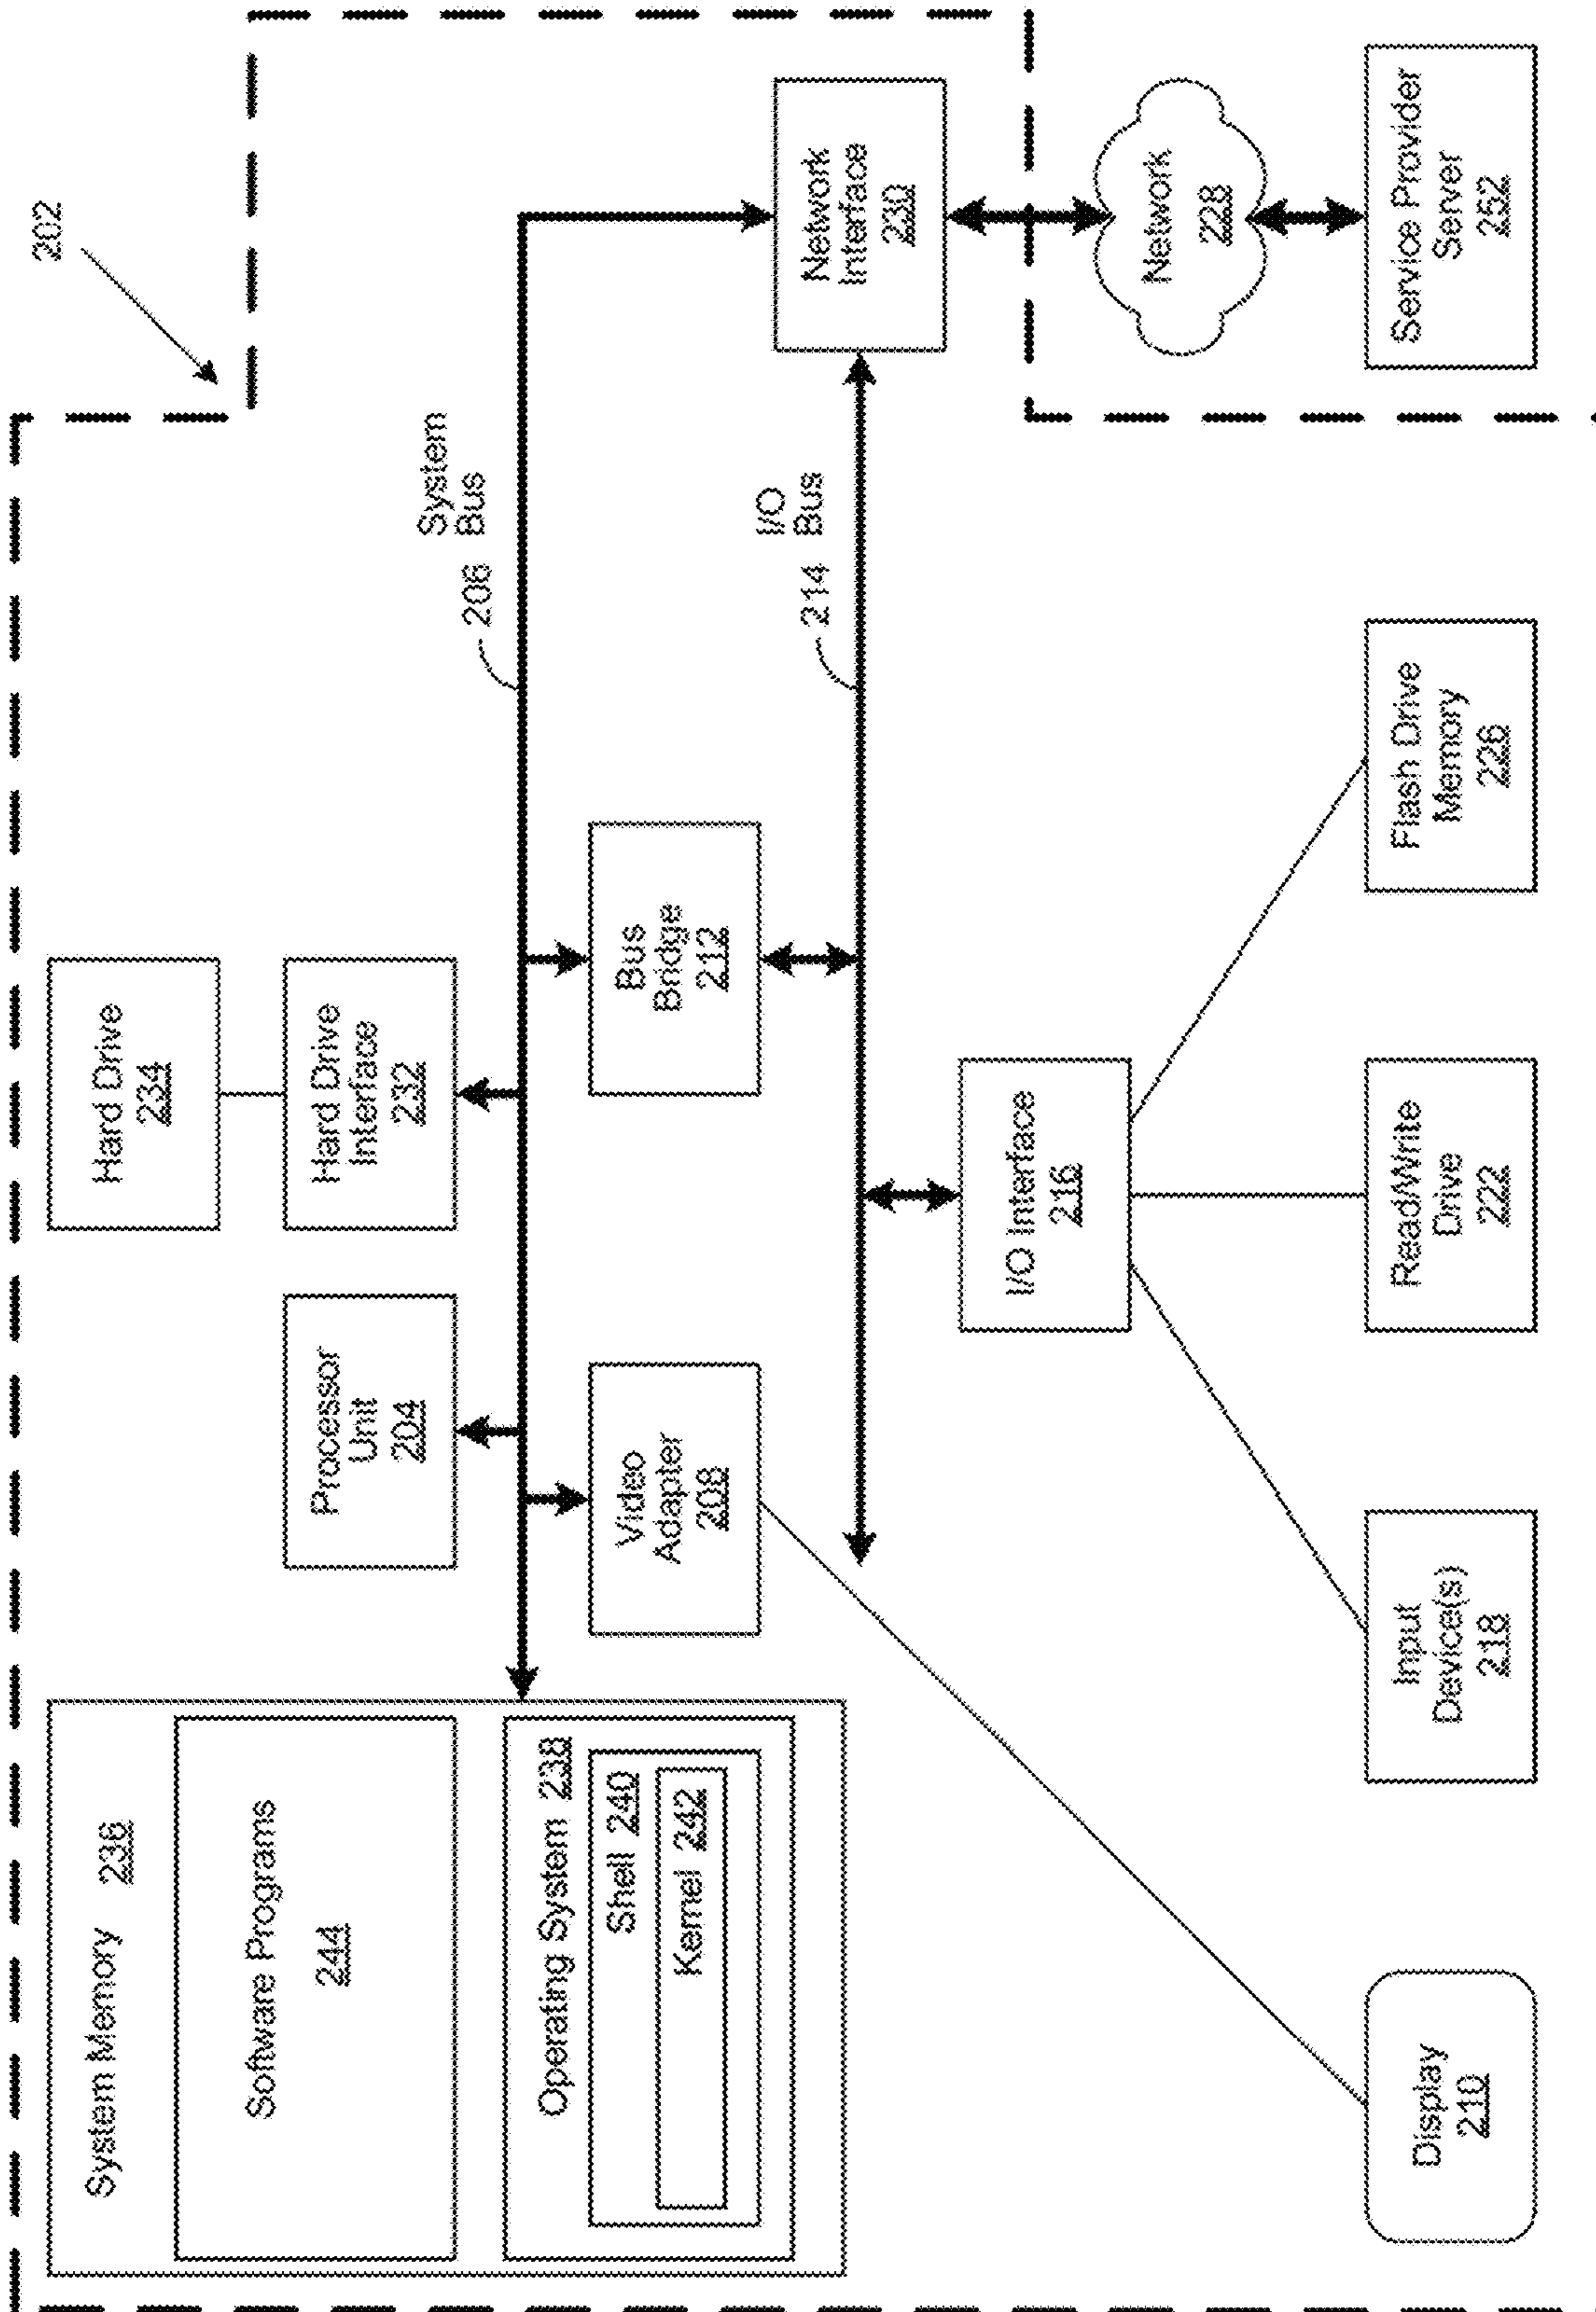 202
System Memory 236
Software Programs
244
Operating System 238
Shell 240
Kernel 242
Processor
Unit
204
Hard Drive
234
Hard Drive
Interface
232
System
Bus
206
Video
Adapter
208
Bus
Bridge
212
I/O
Bus
214
Network
Interface
230
I/O Interface
216
Network
228
Display
210
Input
Device(s)
218
Read/Write
Drive
222
Flash Drive
Memory
226
Service Provider
Server
252